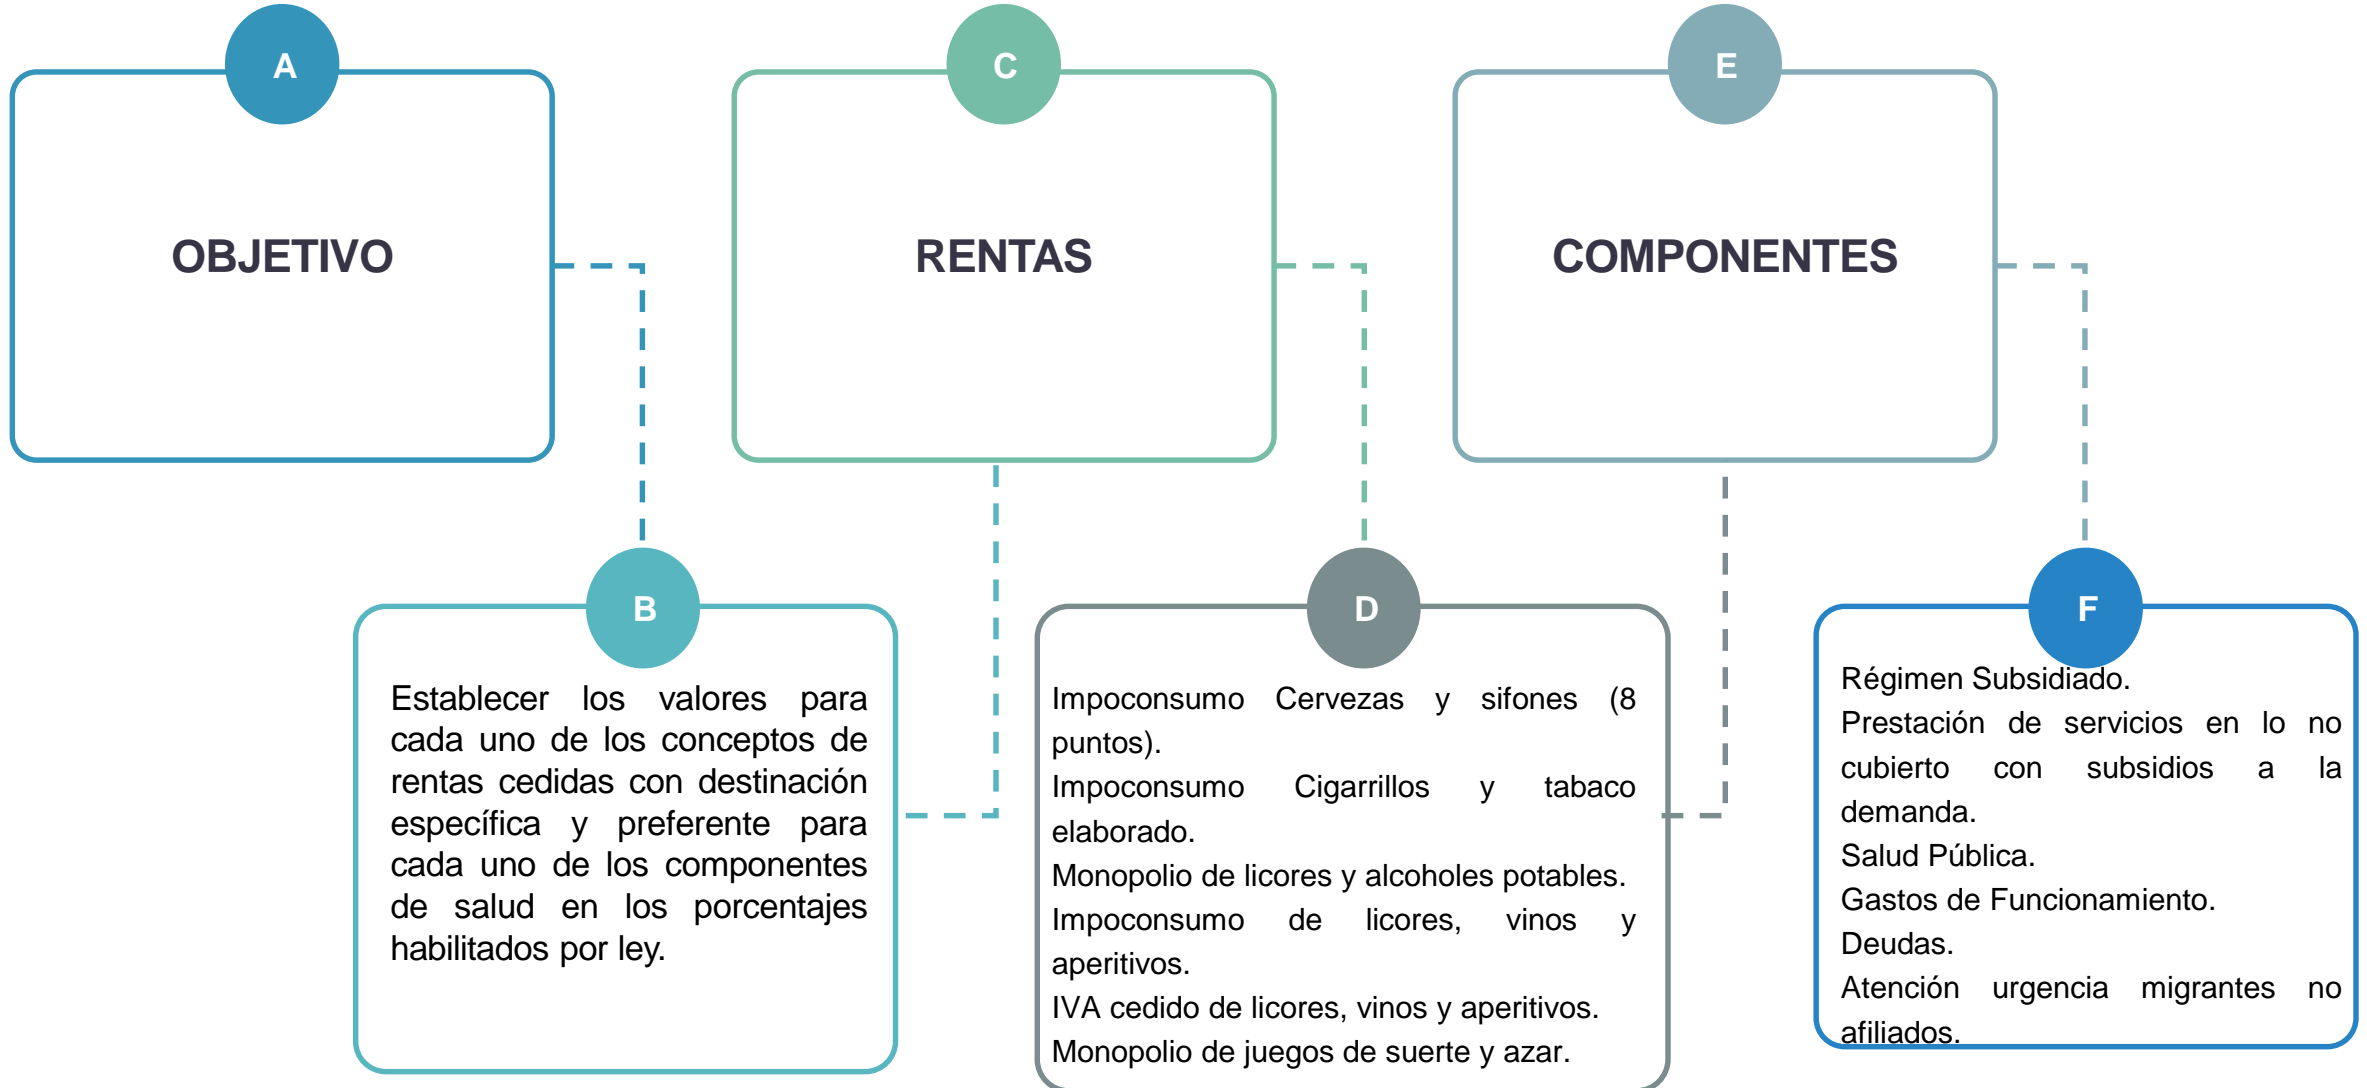 A
OBJETIVO
B
Establecer los valores para
cada uno de los conceptos de
rentas cedidas con destinación
específica y preferente para
cada uno de los componentes
de salud en los porcentajes
habilitados por ley.
C
RENTAS
D
Impoconsumo Cervezas y sifones (8
puntos).
Impoconsumo Cigarrillos y tabaco
elaborado.
Monopolio de licores y alcoholes potables.
Impoconsumo de licores, vinos y
aperitivos.
IVA cedido de licores, vinos y aperitivos.
Monopolio de juegos de suerte y azar.
E
COMPONENTES
F
Régimen Subsidiado.
Prestación de servicios en lo no
cubierto con subsidios a la
demanda.
Salud Pública.
Gastos de Funcionamiento.
Deudas.
Atención urgencia migrantes no
afiliados.